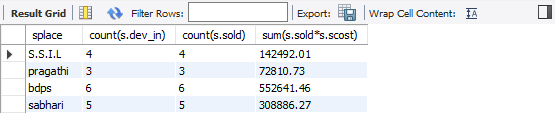 Result Grid Filter Rows: Export: Wrap Cell Content:
splace count(s.dev_in) count(s.sold) sum(s.sold*s.scost)
S.S.I.L 4 4 142492.01
pragathi 3 3 72810.73
bdps 6 6 552641.46
sabhari 5 5 308886.27